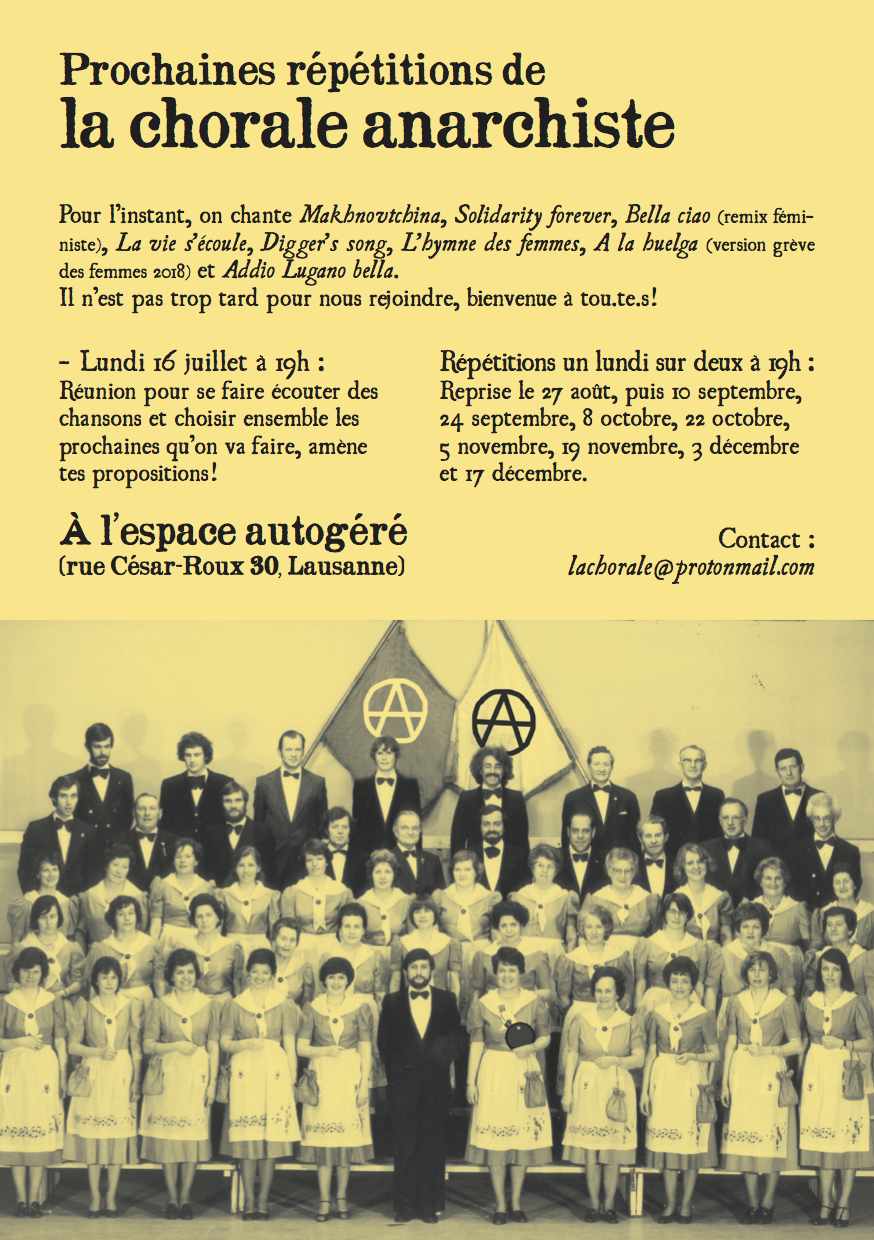 Prochaines répétitions de
la chorale anarchiste
Pour l'instant, on chante Makhnovtchina, Solidarity forever, Bella ciao (remix fémi-
niste), La vie s'écoule, Digger's song, L'hymne des femmes, A la huelga (version grève
des femmes 2018) et Addio Lugano bella.
Il n'est pas trop tard pour nous rejoindre, bienvenue à tou.te.s!
– Lundi 16 juillet à 19h :
Réunion pour se faire écouter des
chansons et choisir ensemble les
prochaines qu'on va faire, amène
tes propositions!
Répétitions un lundi sur deux à 19h :
Reprise le 27 août, puis 10 septembre,
24 septembre, 8 octobre, 22 octobre,
5 novembre, 19 novembre, 3 décembre
et 17 décembre.
À l'espace autogéré
(rue César-Roux 30, Lausanne)
Contact :
lachorale@protonmail.com